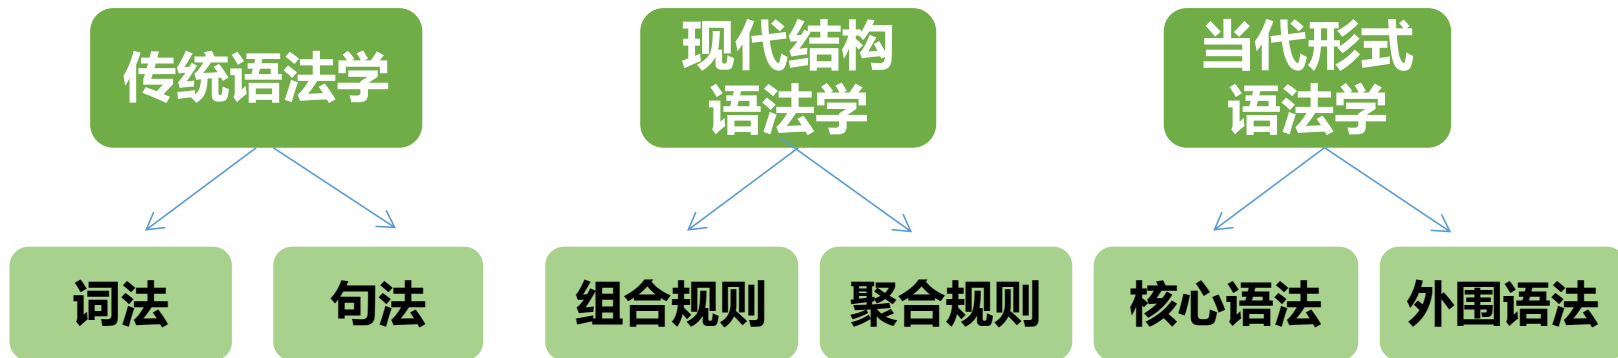 传统语法学
现代结构
语法学
当代形式
语法学
词法
句法
组合规则
聚合规则
核心语法
外围语法